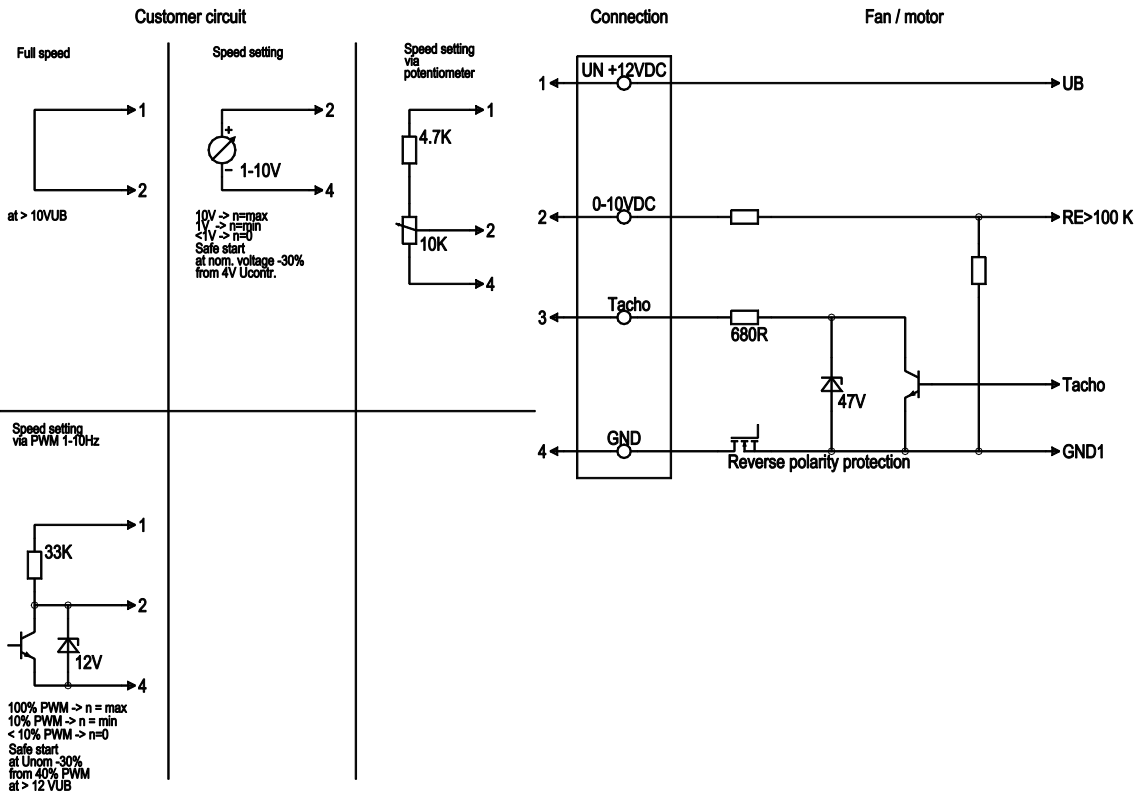 Customer circuit
Connection
Fan / motor
Full speed
1
2
at > 10VUB
Speed setting
2
+
− 1-10V
4
10V -> n=max
1V -> n=min
<1V -> n=0
Safe start
at nom. voltage -30%
from 4V Ucontr.
Speed setting
via
potentiometer
1
4.7K
2
10K
4
UN +12VDC
1
UB
0-10VDC
2
RE>100 K
Tacho
3
680R
47V
Tacho
GND
4
GND1
Reverse polarity protection
Speed setting
via PWM 1-10Hz
1
33K
2
12V
4
100% PWM -> n = max
10% PWM -> n = min
< 10% PWM -> n=0
Safe start
at Unom -30%
from 40% PWM
at > 12 VUB